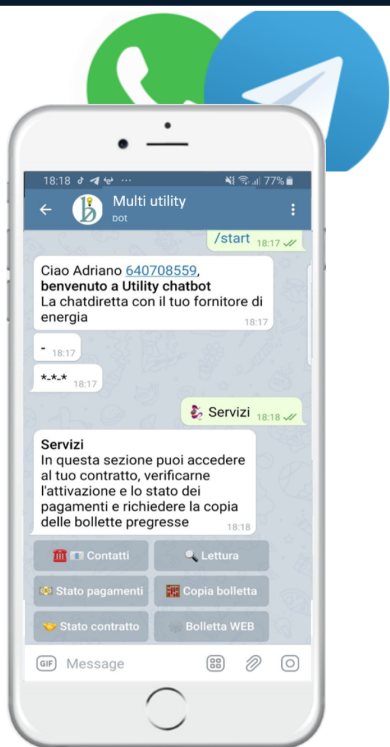 18:18 ... 77%
Multi utility
bot
/start 18:17
Ciao Adriano 640708559,
benvenuto a Utility chatbot
La chatdiretta con il tuo fornitore di
energia
18:17
- 18:17
*-*-* 18:17
Servizi 18:18
Servizi
In questa sezione puoi accedere
al tuo contratto, verificarne
l'attivazione e lo stato dei
pagamenti e richiedere la copia
delle bollette pregresse
18:18
Contatti
Lettura
Stato pagamenti
Copia bolletta
Stato contratto
Bolletta WEB
GIF Message